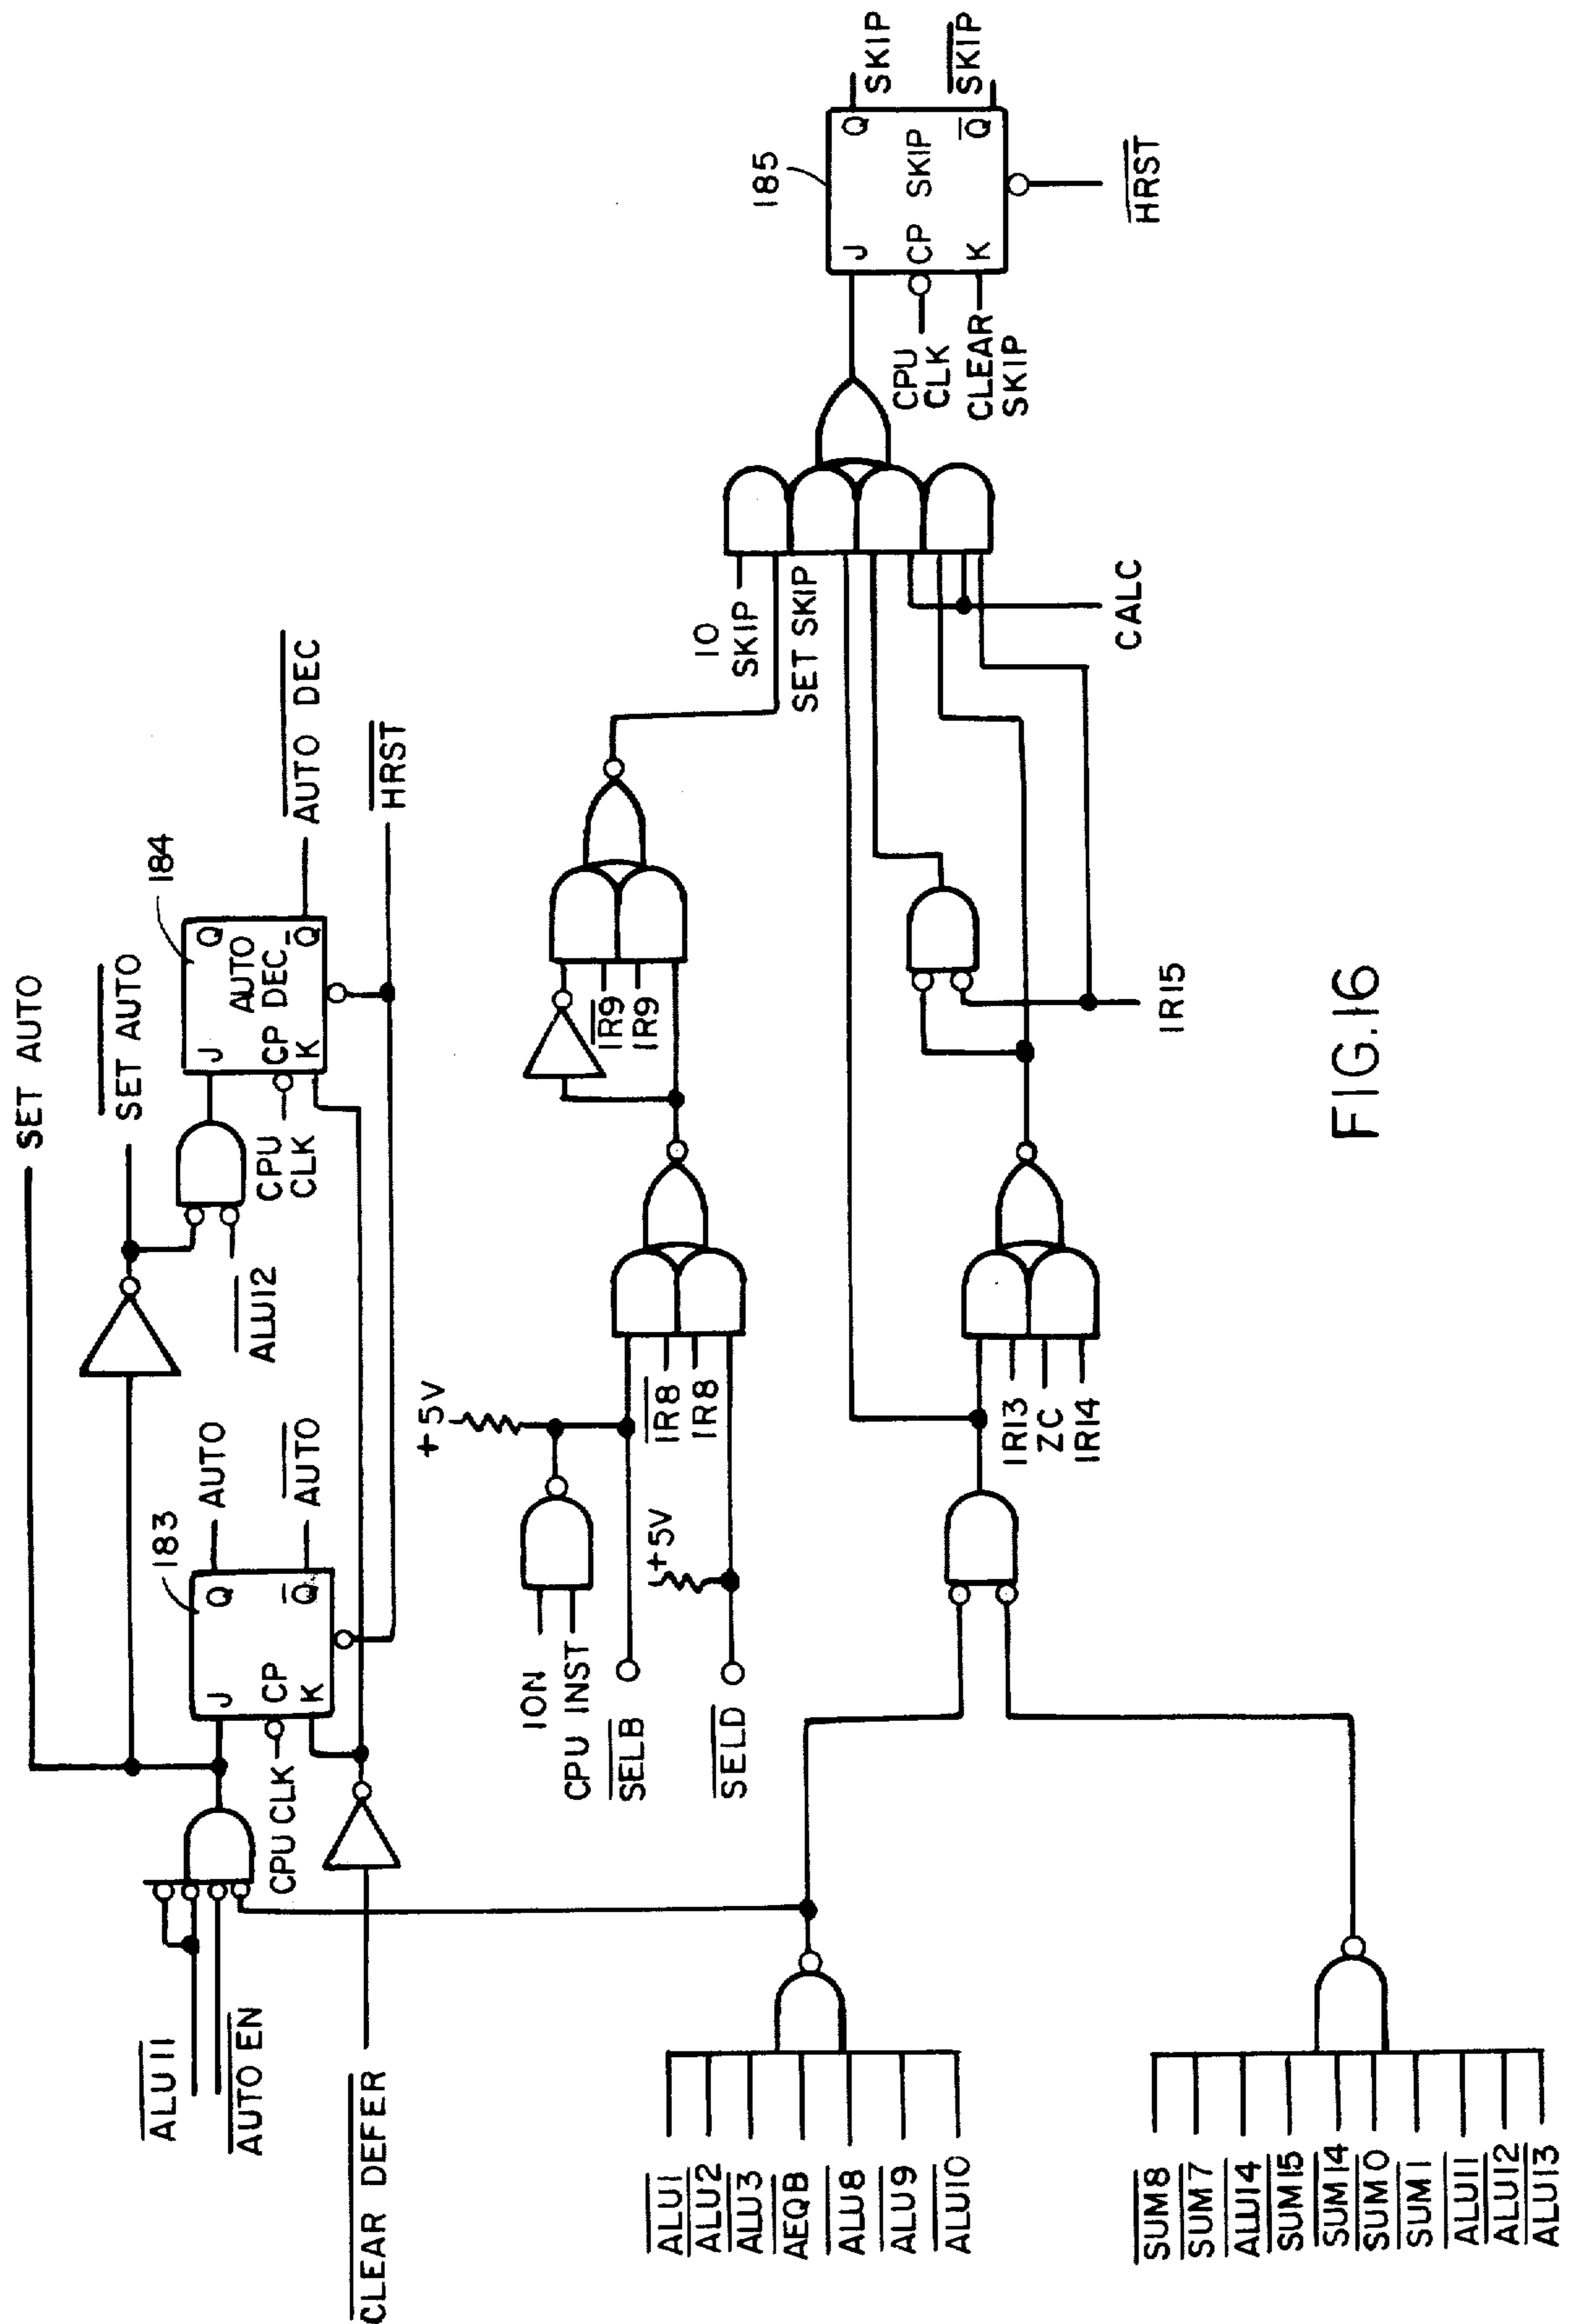 SET AUTO
SET AUTO
ALU11
AUTO EN
CLEAR DEFER
CPU CLK
J
CP
K
Q
Q
183
AUTO
AUTO
ALU12
CPU
CLK
J
CP
K
AUTO
DEC
Q
Q
184
AUTO DEC
HRST
+5V
ION
CPU INST
SELB
+5V
SELD
IR8
IR8
IR9
IR9
IO
SKIP
SET SKIP
ALU1
ALU2
ALU3
AEQB
ALU8
ALU9
ALU10
IR13
ZC
IR14
IR15
CALC
CPU
CLK
CLEAR
SKIP
J
CP
K
SKIP
Q
Q
185
SKIP
SKIP
HRST
SUM8
SUM7
ALU14
SUM15
SUM14
SUM0
SUM1
ALU11
ALU12
ALU13
FIG.16